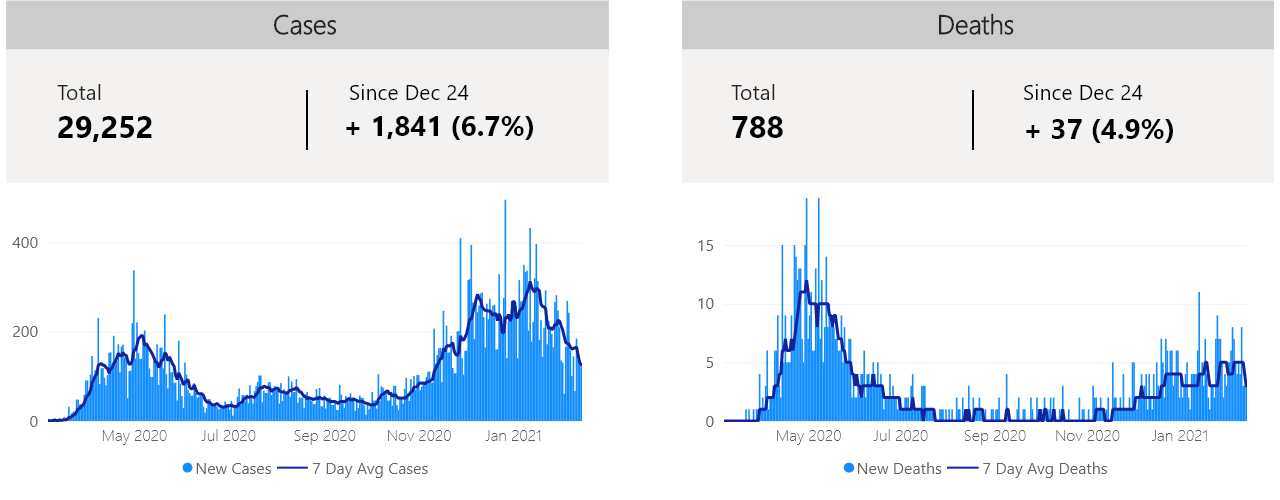 Cases
Total
29,252
Since Dec 24
+ 1,841 (6.7%)
400
200
0
May 2020
Jul 2020
Sep 2020
Nov 2020
Jan 2021
New Cases
7 Day Avg Cases
Deaths
Total
788
Since Dec 24
+ 37 (4.9%)
15
10
5
0
May 2020
Jul 2020
Sep 2020
Nov 2020
Jan 2021
New Deaths
7 Day Avg Deaths